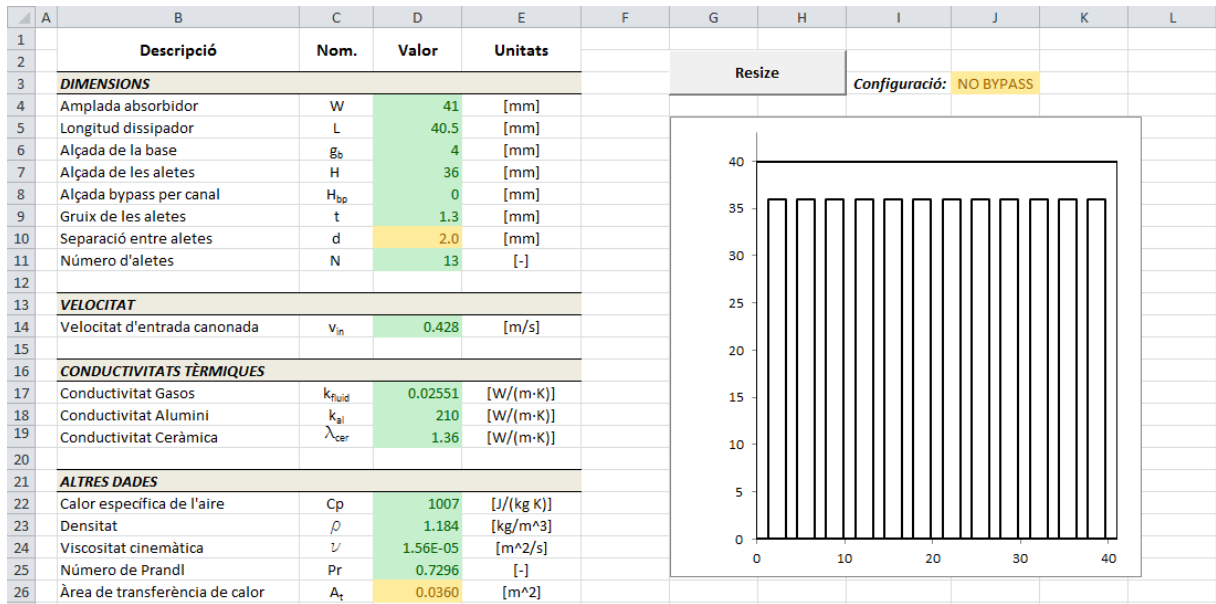 A B C D E F G H I J K L
1
2 Descripció Nom. Valor Unitats Resize
3 DIMENSIONS Configuració: NO BYPASS
4 Amplada absorbidor W 41 [mm]
5 Longitud dissipador L 40.5 [mm]
6 Alçada de la base gb 4 [mm]
7 Alçada de les aletes H 36 [mm]
8 Alçada bypass per canal Hbp 0 [mm]
9 Gruix de les aletes t 1.3 [mm]
10 Separació entre aletes d 2.0 [mm]
11 Número d'aletes N 13 [-]
12
13 VELOCITAT
14 Velocitat d'entrada canonada vin 0.428 [m/s]
15
16 CONDUCTIVITATS TÈRMIQUES
17 Conductivitat Gasos kfluid 0.02551 [W/(m·K)]
18 Conductivitat Alumini kal 210 [W/(m·K)]
19 Conductivitat Ceràmica λcer 1.36 [W/(m·K)]
20
21 ALTRES DADES
22 Calor específica de l'aire Cp 1007 [J/(kg K)]
23 Densitat ρ 1.184 [kg/m^3]
24 Viscositat cinemàtica ν 1.56E-05 [m^2/s]
25 Número de Prandl Pr 0.7296 [-]
26 Àrea de transferència de calor At 0.0360 [m^2]
40
35
30
25
20
15
10
5
0
0 10 20 30 40